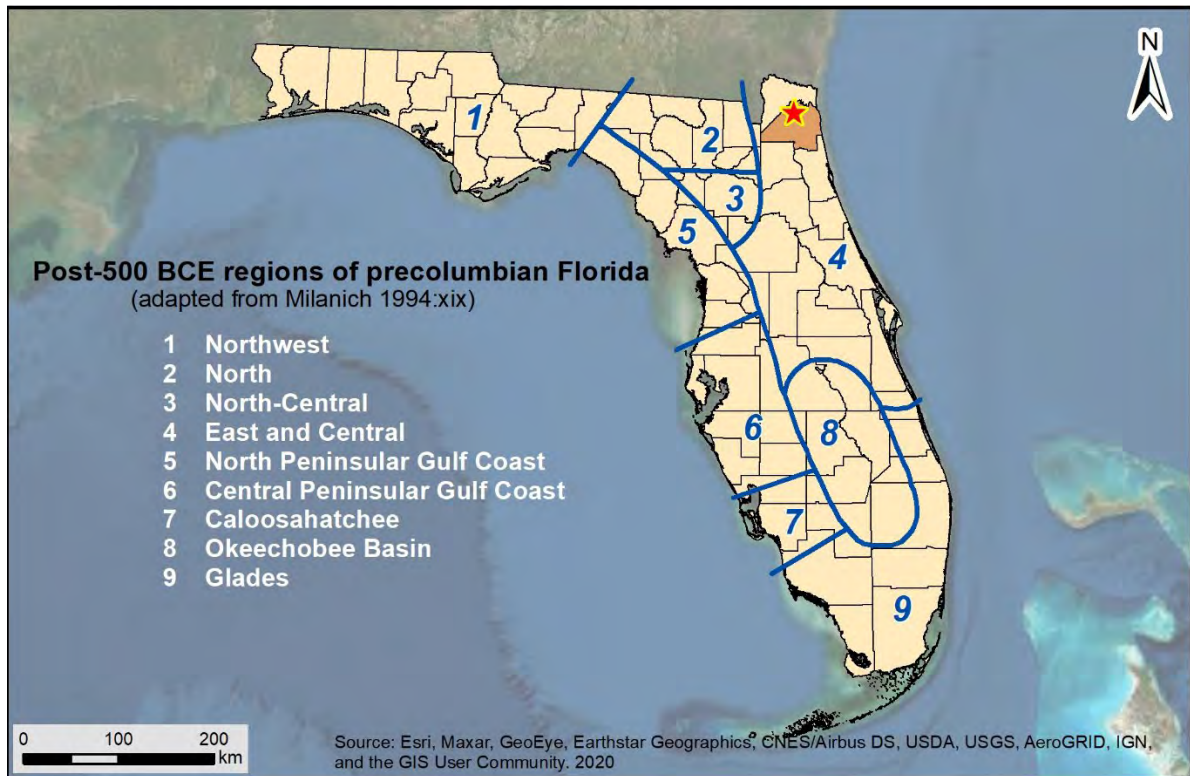 N
1
2
3
5
4
Post-500 BCE regions of precolumbian Florida
(adapted from Milanich 1994:xix)
1 Northwest
2 North
3 North-Central
4 East and Central
5 North Peninsular Gulf Coast
6 Central Peninsular Gulf Coast
7 Caloosahatchee
8 Okeechobee Basin
9 Glades
6
8
7
9
0 100 200
km
Source: Esri, Maxar, GeoEye, Earthstar Geographics, CNES/Airbus DS, USDA, USGS, AeroGRID, IGN,
and the GIS User Community. 2020